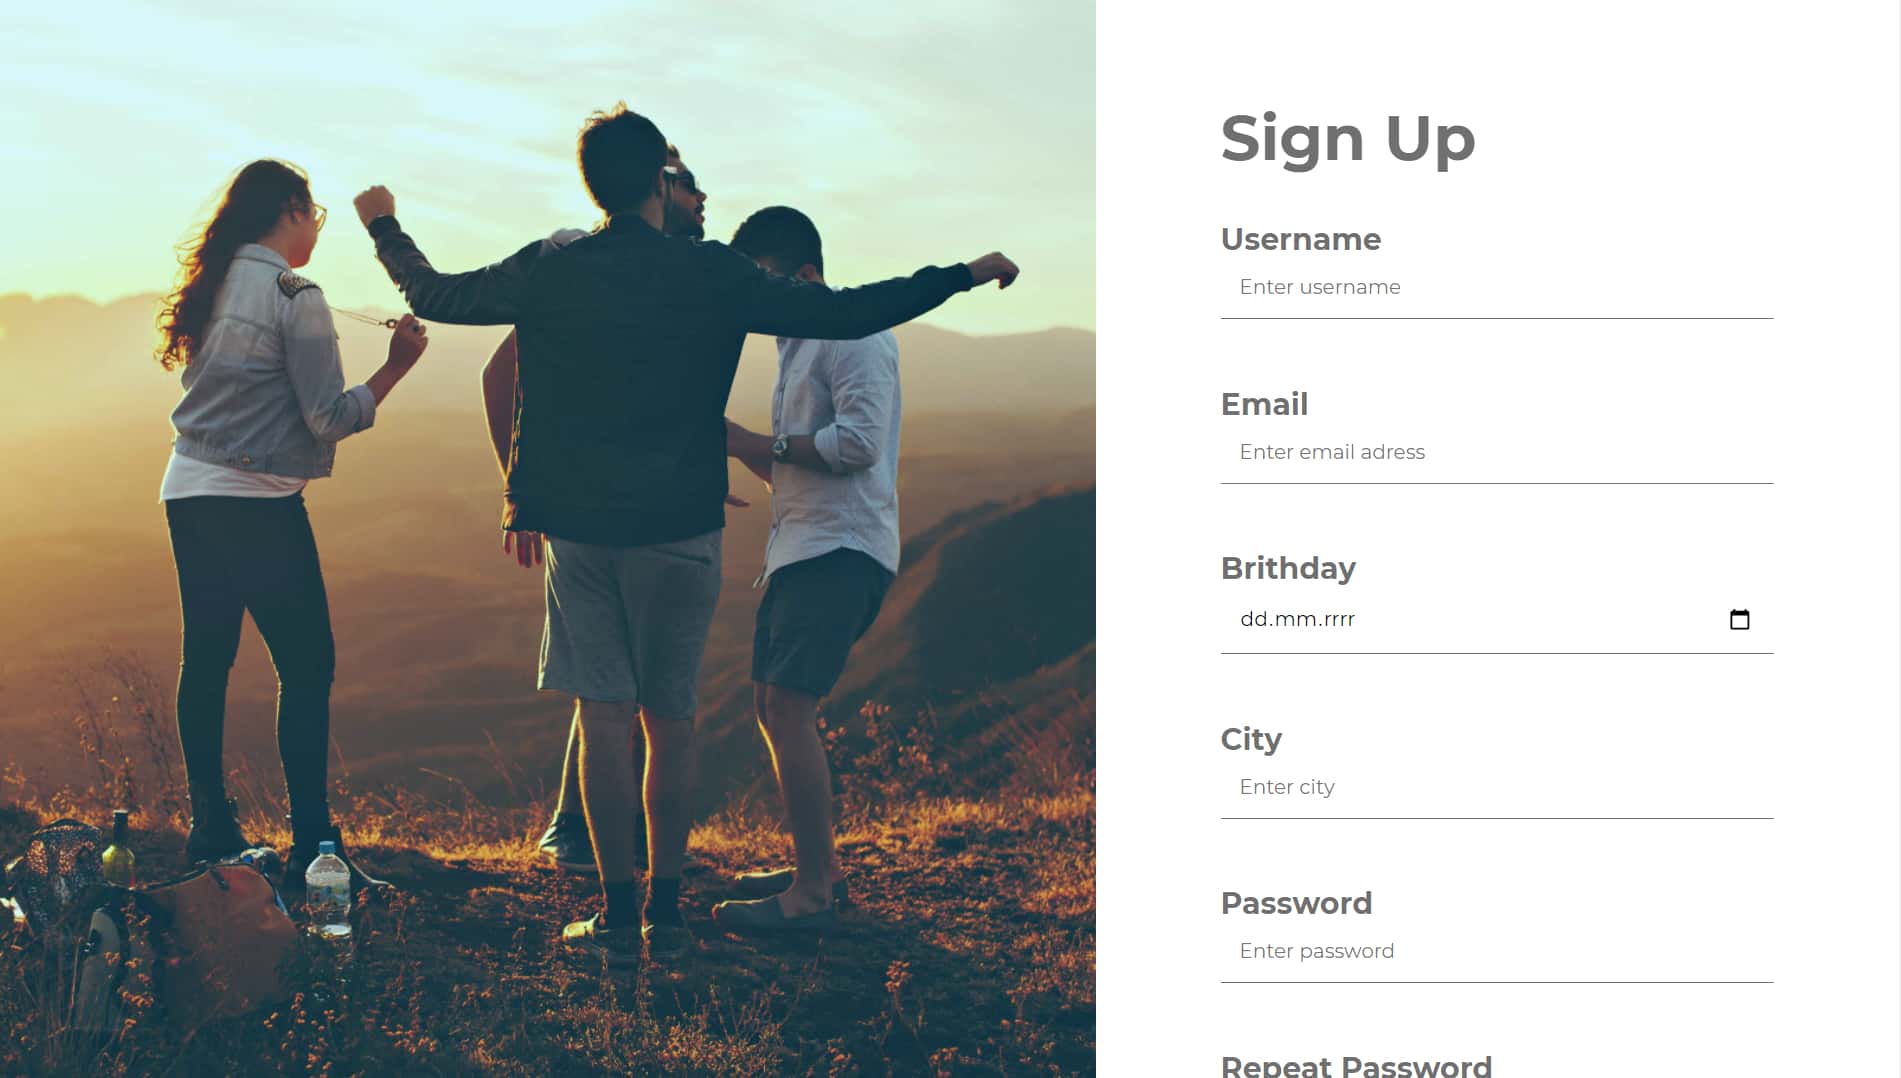 Sign Up
Username
Enter username
Email
Enter email adress
Brithday
dd.mm.rrrr
City
Enter city
Password
Enter password
Repeat Password